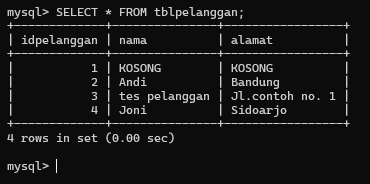 mysql> SELECT * FROM tblpelanggan;
+-------------+---------------+-----------------+
| idpelanggan | nama          | alamat          |
+-------------+---------------+-----------------+
|           1 | KOSONG        | KOSONG          |
|           2 | Andi          | Bandung         |
|           3 | tes pelanggan | Jl.contoh no. 1 |
|           4 | Joni          | Sidoarjo        |
+-------------+---------------+-----------------+
4 rows in set (0.00 sec)
mysql>